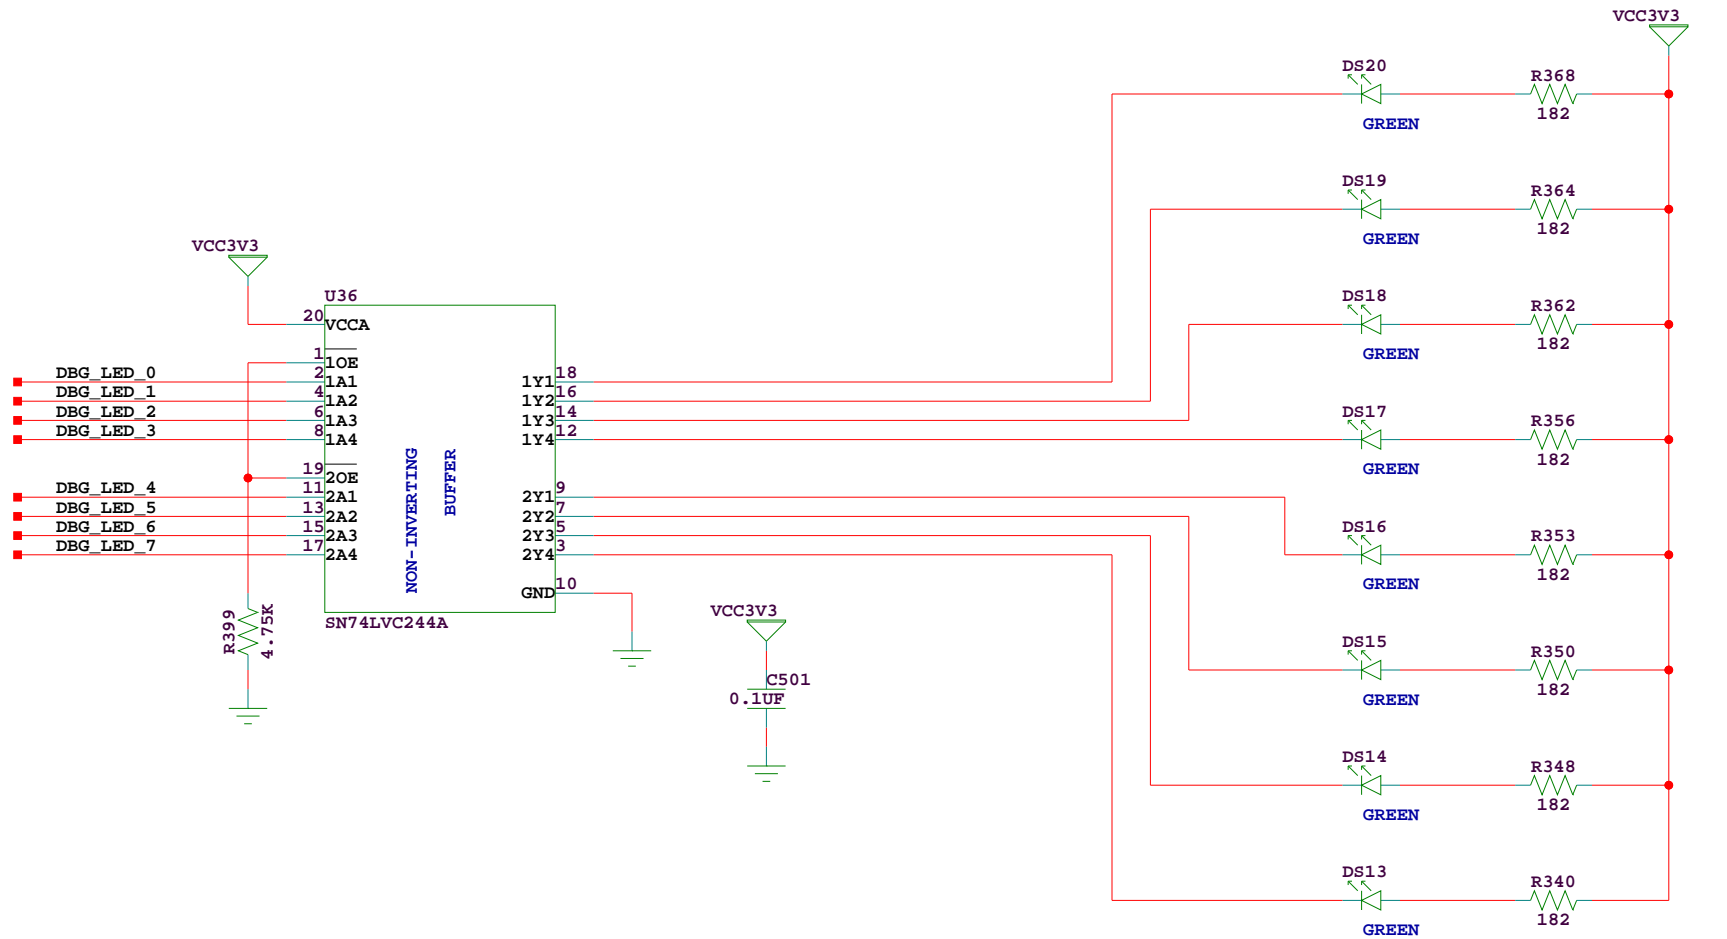 VCC3V3
DS20
R368
182
GREEN
DS19
R364
182
GREEN
DS18
R362
182
GREEN
DS17
R356
182
GREEN
DS16
R353
182
GREEN
DS15
R350
182
GREEN
DS14
R348
182
GREEN
DS13
R340
182
GREEN
VCC3V3
U36
20 VCCA
1 1OE
DBG_LED_0 2 1A1
DBG_LED_1 4 1A2
DBG_LED_2 6 1A3
DBG_LED_3 8 1A4
19 2OE
DBG_LED_4 11 2A1
DBG_LED_5 13 2A2
DBG_LED_6 15 2A3
DBG_LED_7 17 2A4
NON-INVERTING
BUFFER
1Y1 18
1Y2 16
1Y3 14
1Y4 12
2Y1 9
2Y2 7
2Y3 5
2Y4 3
GND 10
SN74LVC244A
R399
4.75K
VCC3V3
C501
0.1UF